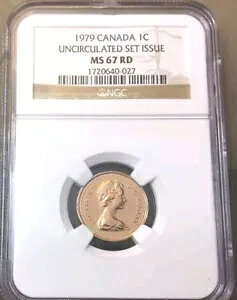 1979 CANADA 1C
UNCIRCULATED SET ISSUE
MS 67 RD
1720640-027
NGC